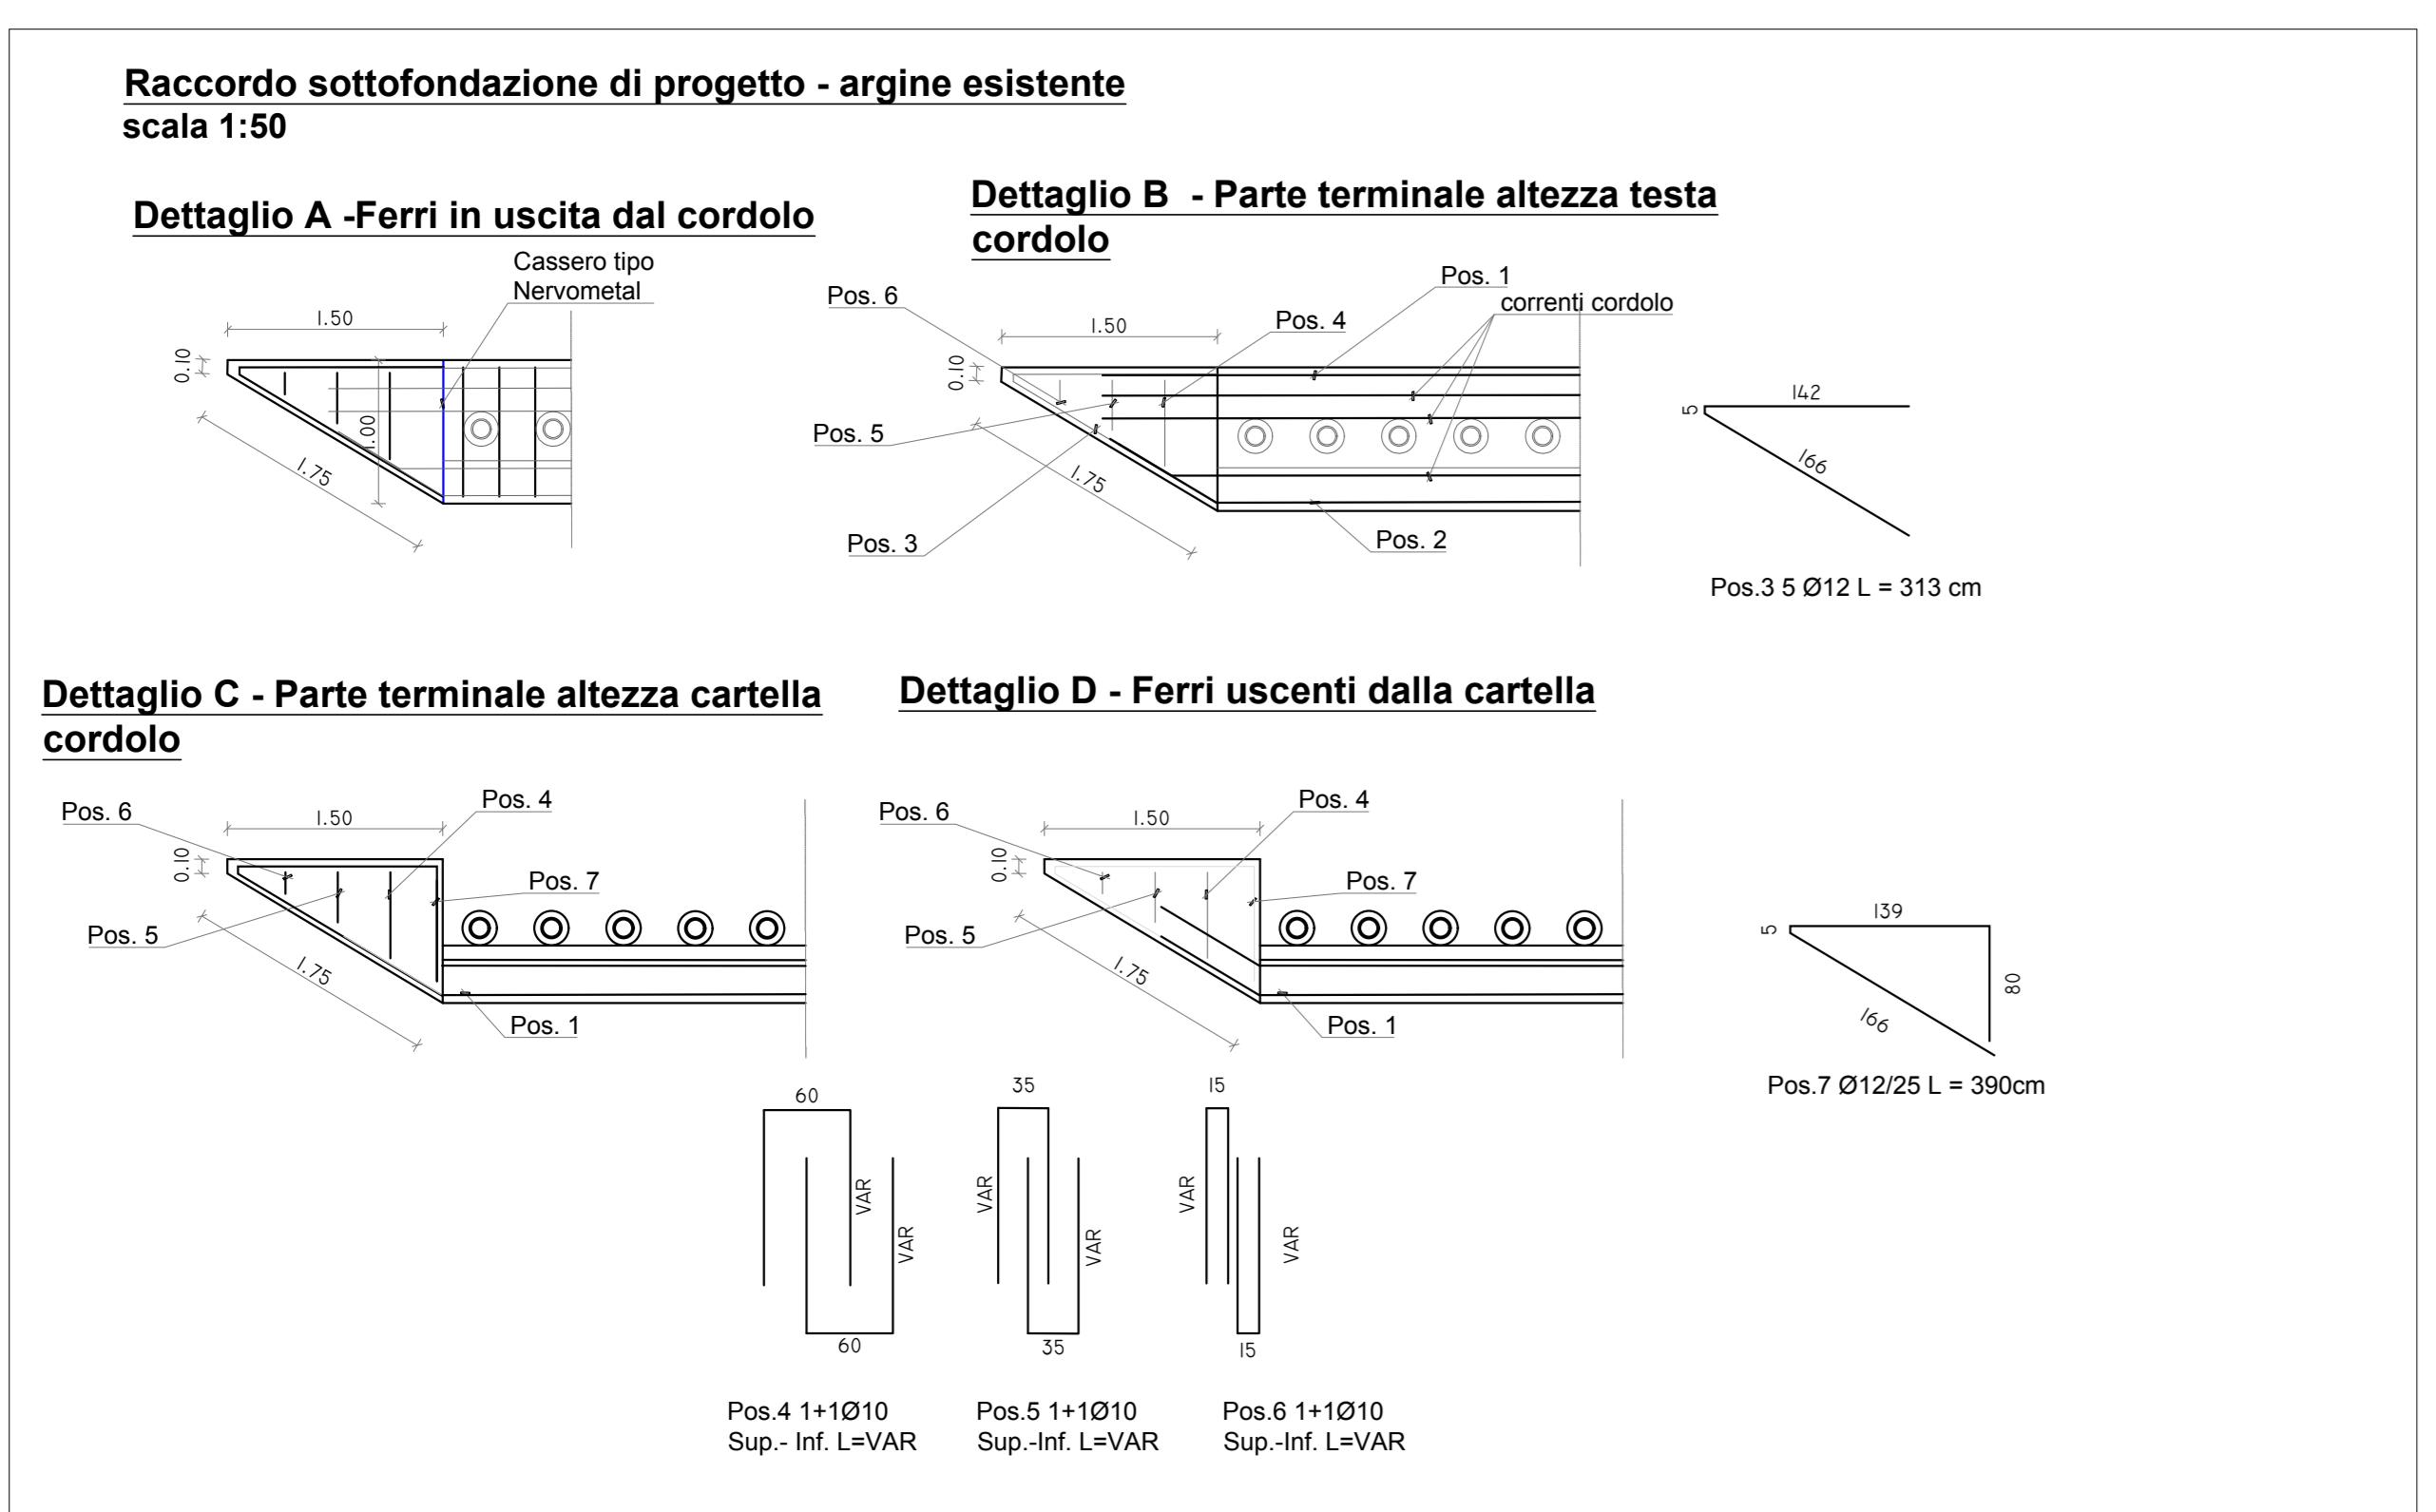 Raccordo sottofondazione di progetto - argine esistente
scala 1:50
Dettaglio A -Ferri in uscita dal cordolo
Cassero tipo
Nervometal
1.50
0.10
1.00
1.75
Dettaglio B - Parte terminale altezza testa
cordolo
Pos. 6
Pos. 1
correnti cordolo
1.50
Pos. 4
0.10
Pos. 5
1.75
Pos. 3
Pos. 2
142
5
166
Pos.3 5 Ø12 L = 313 cm
Dettaglio C - Parte terminale altezza cartella
cordolo
Pos. 6
1.50
Pos. 4
0.10
Pos. 7
Pos. 5
1.75
Pos. 1
Dettaglio D - Ferri uscenti dalla cartella
Pos. 6
1.50
Pos. 4
0.10
Pos. 7
Pos. 5
1.75
Pos. 1
139
5
80
166
Pos.7 Ø12/25 L = 390cm
60
VAR
VAR
60
Pos.4 1+1Ø10
Sup.- Inf. L=VAR
35
VAR
VAR
35
Pos.5 1+1Ø10
Sup.-Inf. L=VAR
15
VAR
VAR
15
Pos.6 1+1Ø10
Sup.-Inf. L=VAR